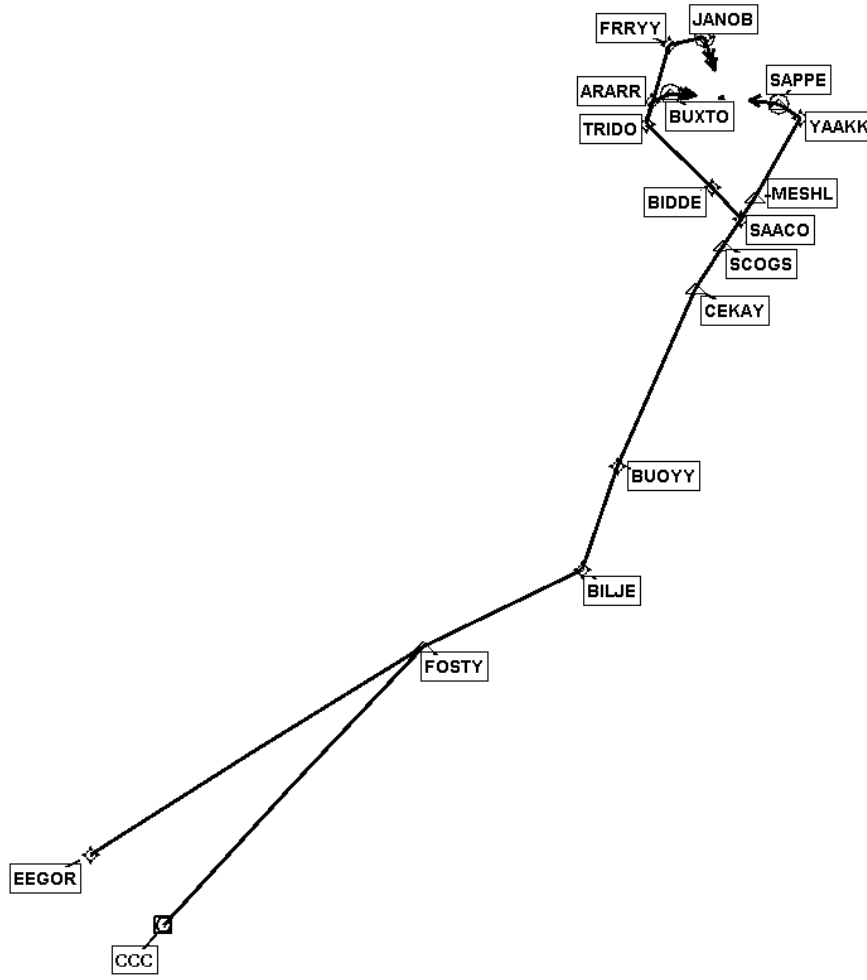 JANOB
FRRYY
SAPPE
ARARR
BUXTO
TRIDO
YAAKK
MESHL
BIDDE
SAACO
SCOGS
CEKAY
BUOYY
BILJE
FOSTY
EEGOR
CCC